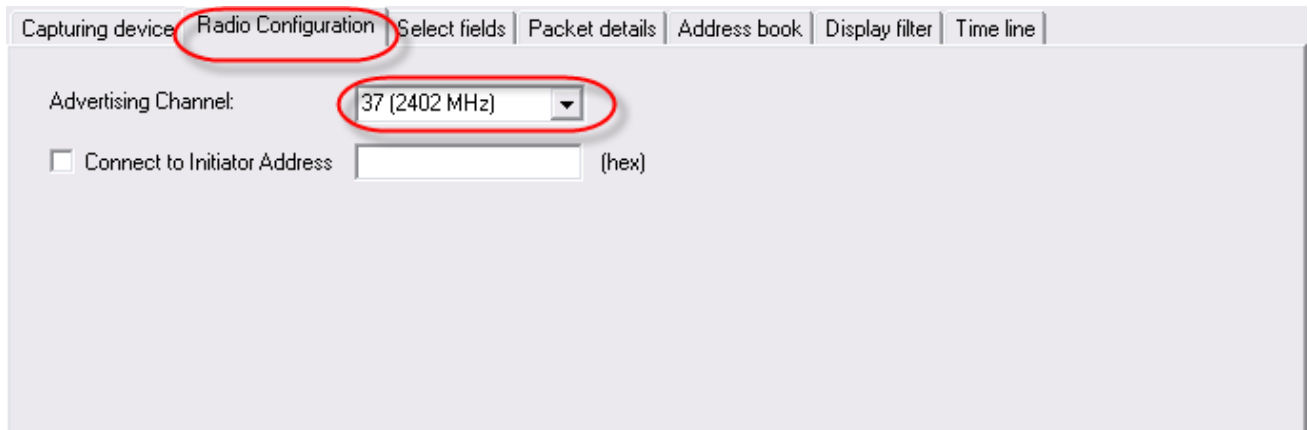 Capturing device Radio Configuration Select fields Packet details Address book Display filter Time line
Advertising Channel: 37 (2402 MHz)
Connect to Initiator Address (hex)